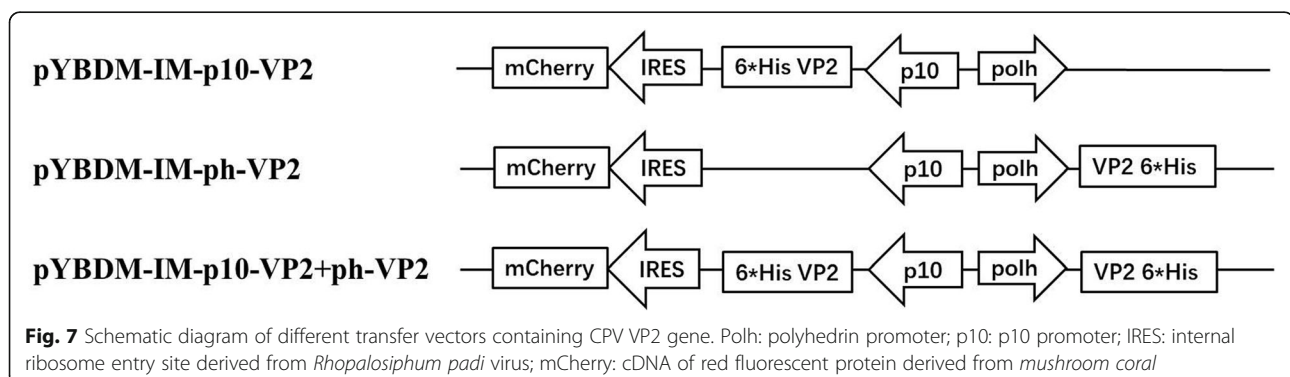 pYBDM-IM-p10-VP2 mCherry IRES 6*His VP2 p10 polh
pYBDM-IM-ph-VP2 mCherry IRES p10 polh VP2 6*His
pYBDM-IM-p10-VP2+ph-VP2 mCherry IRES 6*His VP2 p10 polh VP2 6*His
Fig. 7 Schematic diagram of different transfer vectors containing CPV VP2 gene. Polh: polyhedrin promoter; p10: p10 promoter; IRES: internal
ribosome entry site derived from Rhopalosiphum padi virus; mCherry: cDNA of red fluorescent protein derived from mushroom coral